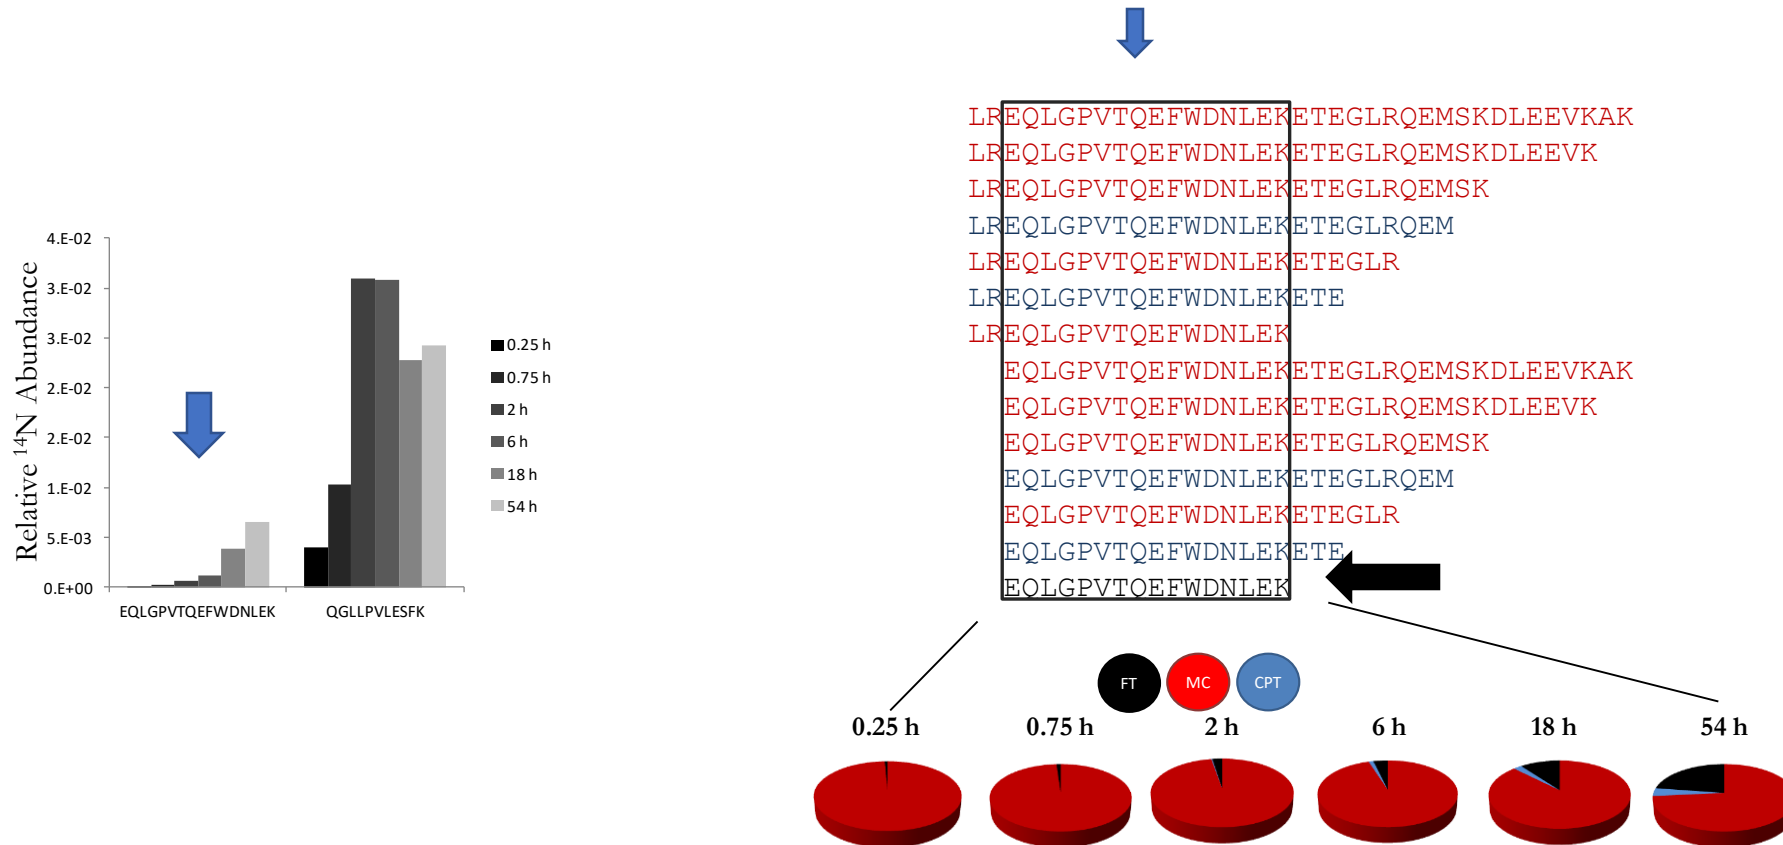 Relative ¹⁴N Abundance
4.E-02
3.E-02
3.E-02
2.E-02
2.E-02
1.E-02
5.E-03
0.E+00
EQLGPVTQEFWDNLEK QGLLPVLESFK
0.25 h
0.75 h
2 h
6 h
18 h
54 h
LREQLGPVTQEFWDNLEKETEGLRQEMSKDLEEVKAK
LREQLGPVTQEFWDNLEKETEGLRQEMSKDLEEVK
LREQLGPVTQEFWDNLEKETEGLRQEMSK
LREQLGPVTQEFWDNLEKETEGLRQEM
LREQLGPVTQEFWDNLEKETEGLR
LREQLGPVTQEFWDNLEKETE
LREQLGPVTQEFWDNLEK
EQLGPVTQEFWDNLEKETEGLRQEMSKDLEEVKAK
EQLGPVTQEFWDNLEKETEGLRQEMSKDLEEVK
EQLGPVTQEFWDNLEKETEGLRQEMSK
EQLGPVTQEFWDNLEKETEGLRQEM
EQLGPVTQEFWDNLEKETEGLR
EQLGPVTQEFWDNLEKETE
EQLGPVTQEFWDNLEK
FT MC CPT
0.25 h 0.75 h 2 h 6 h 18 h 54 h